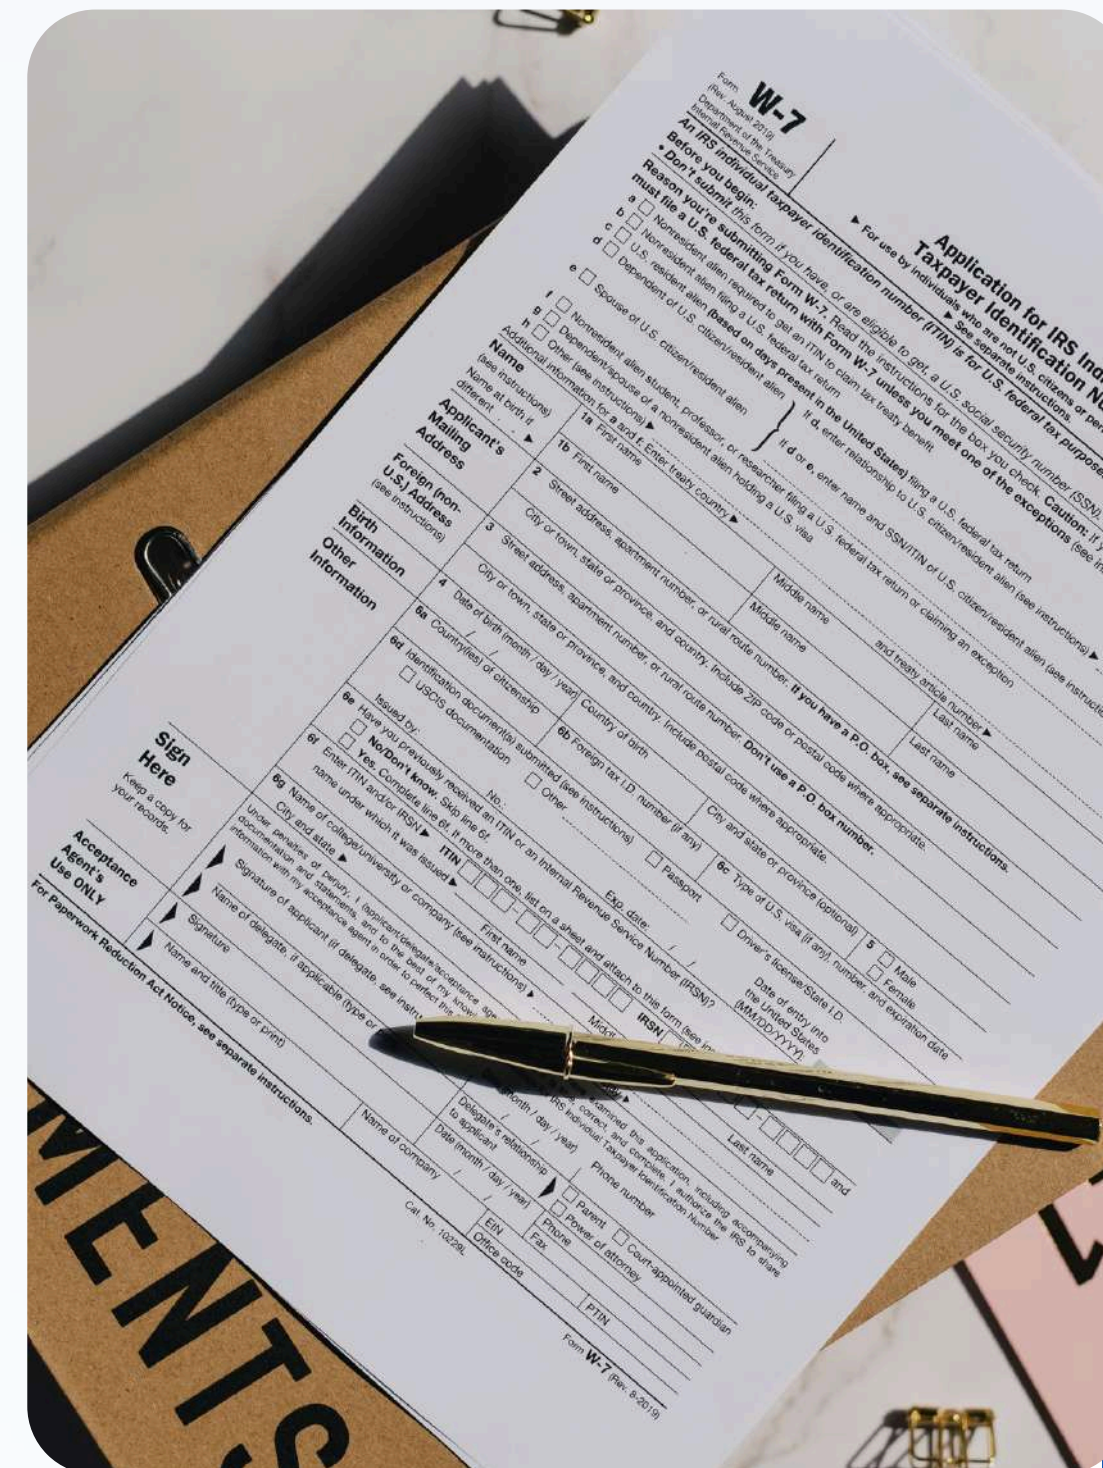 Form W-7
(Rev. August 2019)
Department of the Treasury
Internal Revenue Service
Application for IRS Indi
Taxpayer Identification Nu
▶ For use by individuals who are not U.S. citizens or per
▶ See separate instructions.
An IRS individual taxpayer identification number (ITIN) is for U.S. federal tax purposes
Before you begin:
• Don't submit this form if you have, or are eligible to get, a U.S. social security number (SSN).
Reason you're submitting Form W-7. Read the instructions for the box you check. Caution: If y
must file a U.S. federal tax return with Form W-7 unless you meet one of the exceptions (see ins
a Nonresident alien required to get an ITIN to claim tax treaty benefit
b Nonresident alien filing a U.S. federal tax return
c U.S. resident alien (based on days present in the United States) filing a U.S. federal tax return
d Dependent of U.S. citizen/resident alien
If d, enter relationship to U.S. citizen/resident alien (see instructions) ▶
e Spouse of U.S. citizen/resident alien
If d or e, enter name and SSN/ITIN of U.S. citizen/resident alien (see instructio
f Nonresident alien student, professor, or researcher filing a U.S. federal tax return or claiming an exception
g Dependent/spouse of a nonresident alien holding a U.S. visa
h Other (see instructions) ▶
Additional information for a and f: Enter treaty country ▶ and treaty article number ▶
Name
(see instructions)
1a First name Middle name Last name
Name at birth if
different . . ▶
1b First name Middle name Last name
Applicant's
Mailing
Address
2 Street address, apartment number, or rural route number. If you have a P.O. box, see separate instructions.
City or town, state or province, and country. Include ZIP code or postal code where appropriate.
Foreign (non-
U.S.) Address
(see instructions)
3 Street address, apartment number, or rural route number. Don't use a P.O. box number.
City or town, state or province, and country. Include postal code where appropriate.
Birth
Information
4 Date of birth (month / day / year) Country of birth City and state or province (optional) 5 Male
Female
Other
Information
6a Country(ies) of citizenship 6b Foreign tax I.D. number (if any) 6c Type of U.S. visa (if any), number, and expiration date
6d Identification document(s) submitted (see instructions) Passport Driver's license/State I.D.
USCIS documentation Other
Date of entry into
the United States
(MM/DD/YYYY):
Issued by: No.: Exp. date: / /
6e Have you previously received an ITIN or an Internal Revenue Service Number (IRSN)?
No/Don't know. Skip line 6f.
Yes. Complete line 6f. If more than one, list on a sheet and attach to this form (see ins
6f Enter ITIN and/or IRSN ▶ ITIN - - IRSN - - and
name under which it was issued ▶
First name Middl Last name
6g Name of college/university or company (see instructions) ▶
City and state ▶
Sign
Here
Keep a copy for
your records.
Under penalties of perjury, I (applicant/delegate/acceptance age examined this application, including accompanying
documentation and statements, and to the best of my know correct, and complete. I authorize the IRS to share
information with my acceptance agent in order to perfect this IRS Individual Taxpayer Identification Number
Signature of applicant (if delegate, see instru month / day / year) Phone number
Name of delegate, if applicable (type or Delegate's relationship
to applicant
Parent Court-appointed guardian
Power of attorney
Acceptance
Agent's
Use ONLY
Signature Date (month / day / year) Phone
Fax
Name and title (type or print) Name of company EIN PTIN
Office code
For Paperwork Reduction Act Notice, see separate instructions. Cat. No. 10229L Form W-7 (Rev. 8-2019)
MENTS